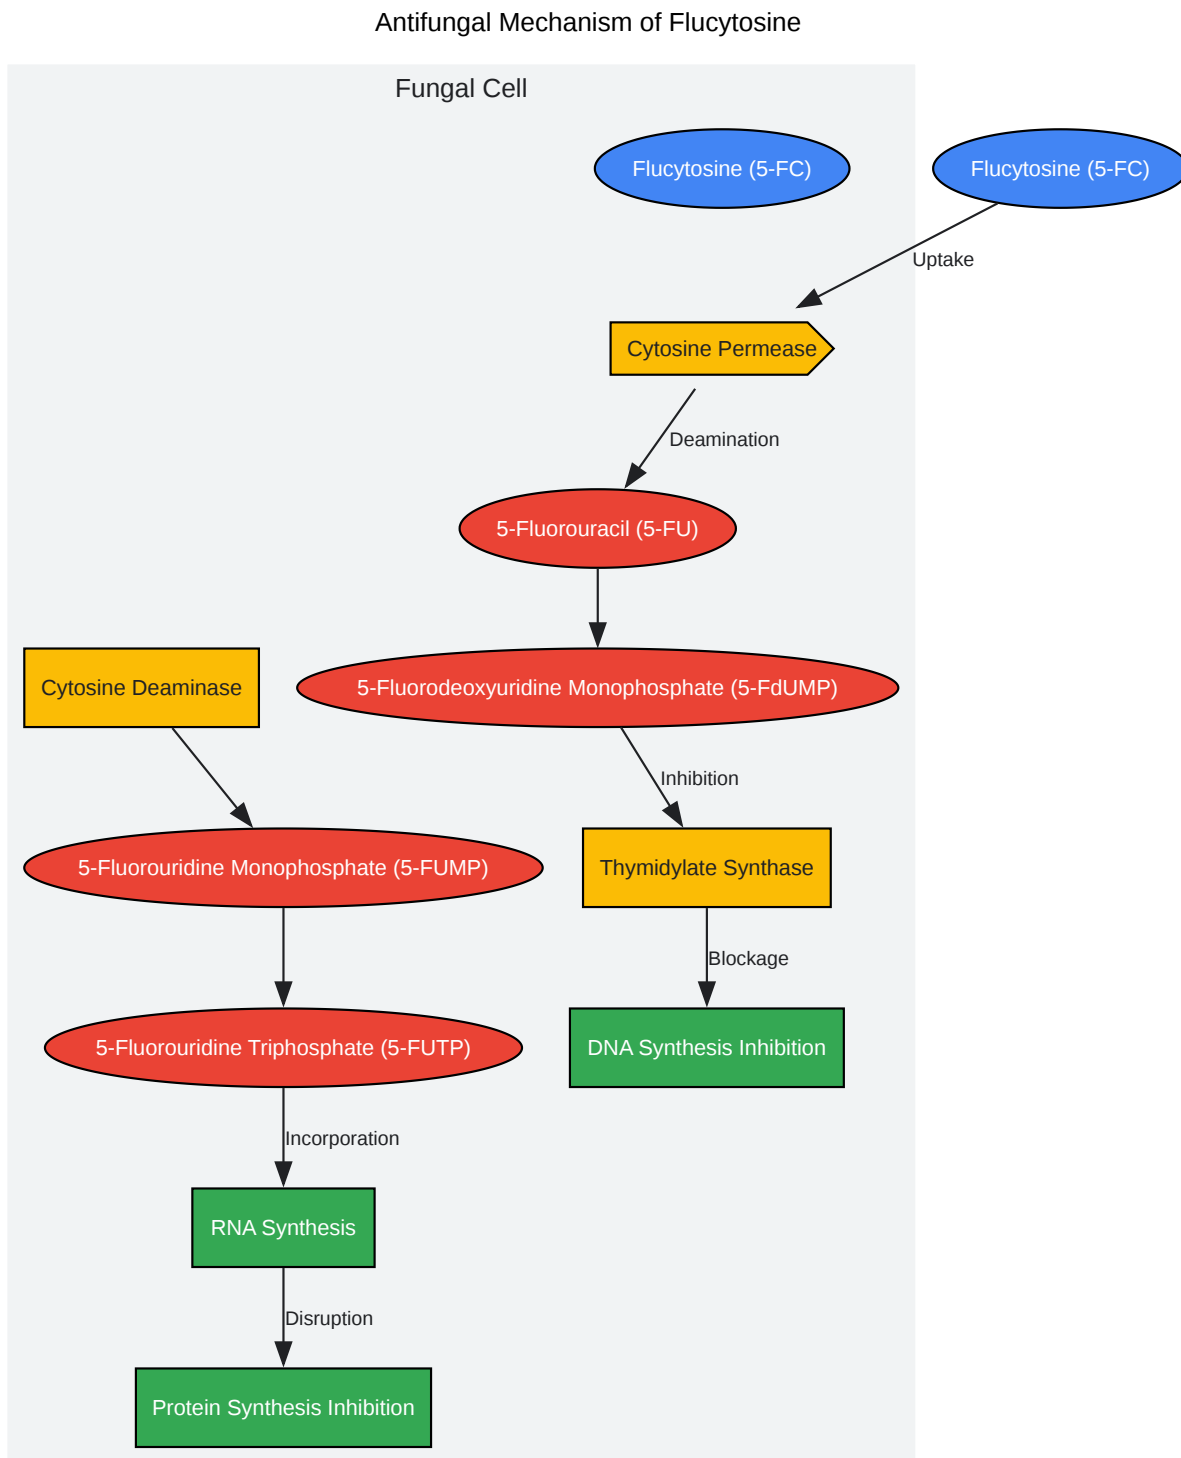 Antifungal Mechanism of Flucytosine
Fungal Cell
Flucytosine (5-FC)
Flucytosine (5-FC)
Uptake
Cytosine Permease
Deamination
5-Fluorouracil (5-FU)
Cytosine Deaminase
5-Fluorodeoxyuridine Monophosphate (5-FdUMP)
Inhibition
5-Fluorouridine Monophosphate (5-FUMP)
Thymidylate Synthase
Blockage
5-Fluorouridine Triphosphate (5-FUTP)
DNA Synthesis Inhibition
Incorporation
RNA Synthesis
Disruption
Protein Synthesis Inhibition